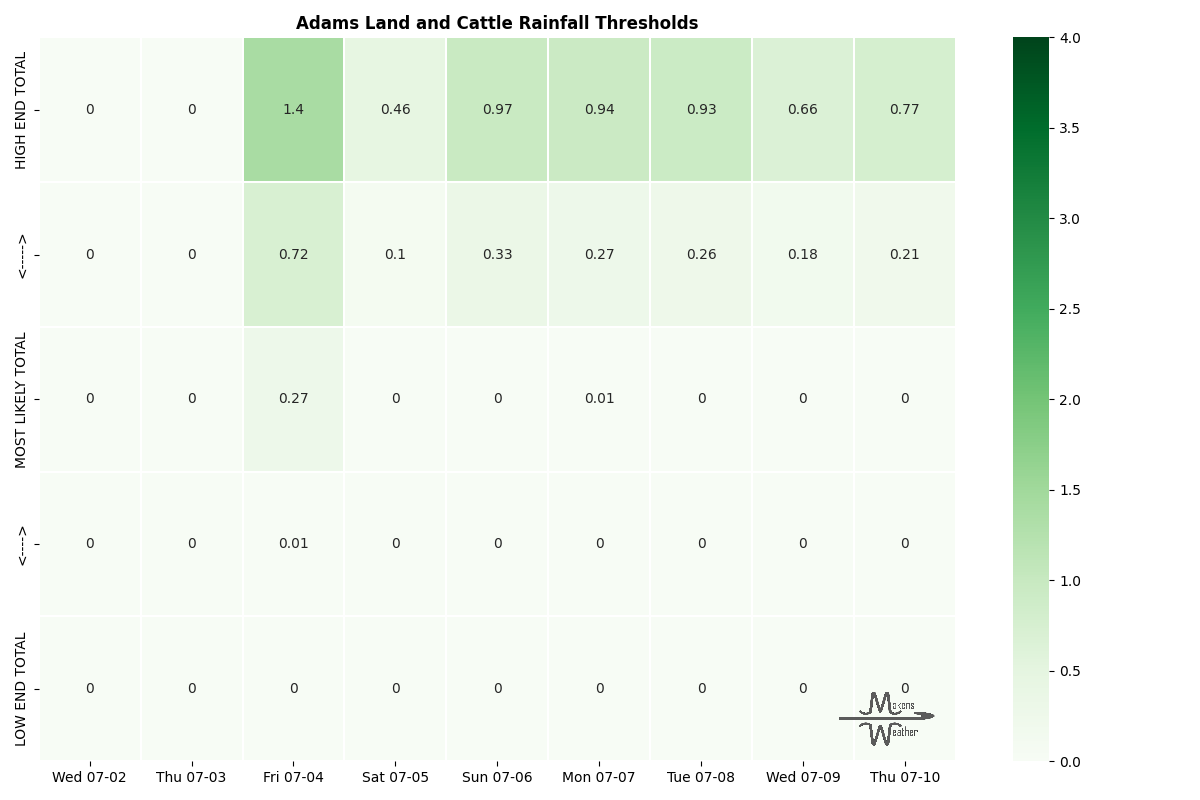 Adams Land and Cattle Rainfall Thresholds
HIGH END TOTAL
0 0 1.4 0.46 0.97 0.94 0.93 0.66 0.77
<----->
0 0 0.72 0.1 0.33 0.27 0.26 0.18 0.21
MOST LIKELY TOTAL
0 0 0.27 0 0 0.01 0 0 0
<---->
0 0 0.01 0 0 0 0 0 0
LOW END TOTAL
0 0 0 0 0 0 0 0 0
Makens
Weather
Wed 07-02 Thu 07-03 Fri 07-04 Sat 07-05 Sun 07-06 Mon 07-07 Tue 07-08 Wed 07-09 Thu 07-10
4.0
3.5
3.0
2.5
2.0
1.5
1.0
0.5
0.0